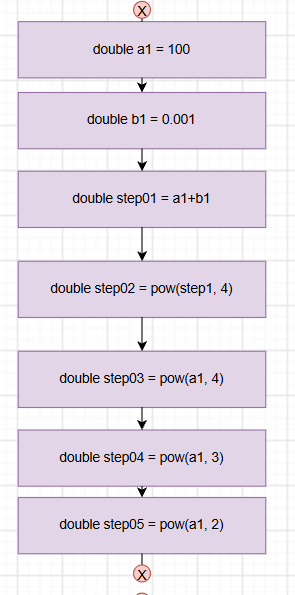 X
double a1 = 100
double b1 = 0.001
double step01 = a1+b1
double step02 = pow(step1, 4)
double step03 = pow(a1, 4)
double step04 = pow(a1, 3)
double step05 = pow(a1, 2)
X